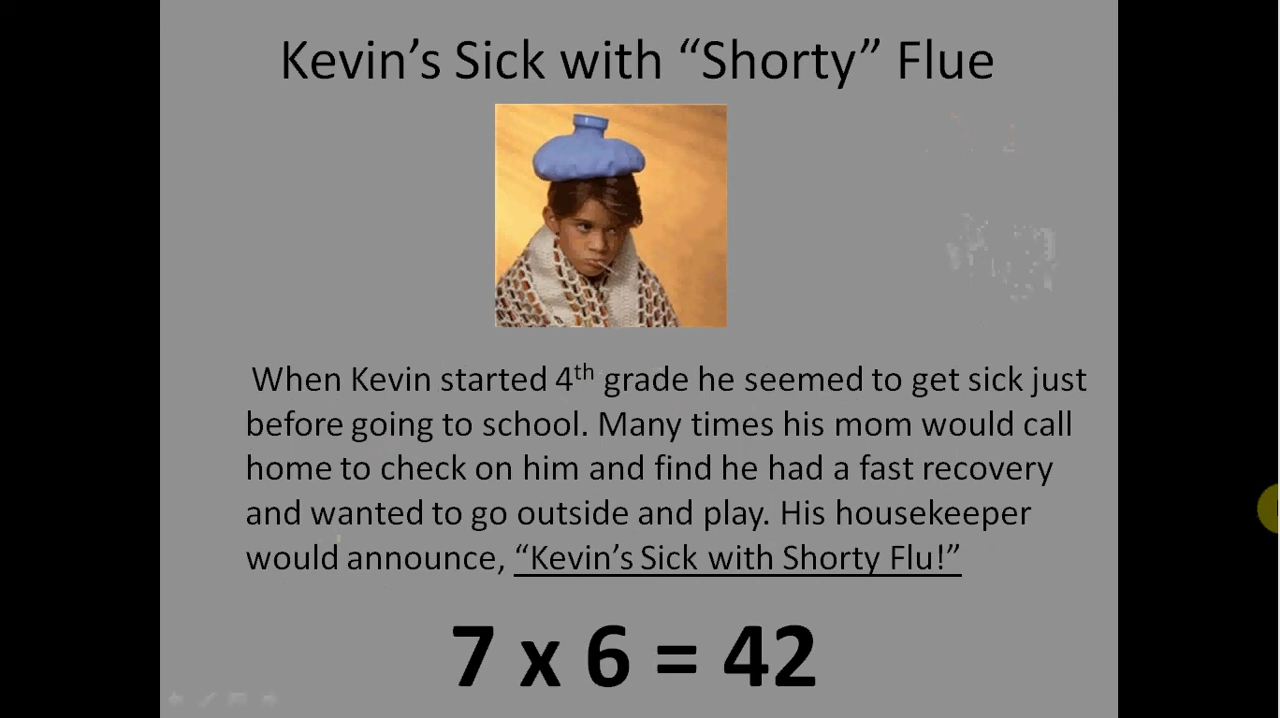 Kevin’s Sick with “Shorty” Flue
When Kevin started 4th grade he seemed to get sick just
before going to school. Many times his mom would call
home to check on him and find he had a fast recovery
and wanted to go outside and play. His housekeeper
would announce, “Kevin’s Sick with Shorty Flu!”
7 x 6 = 42